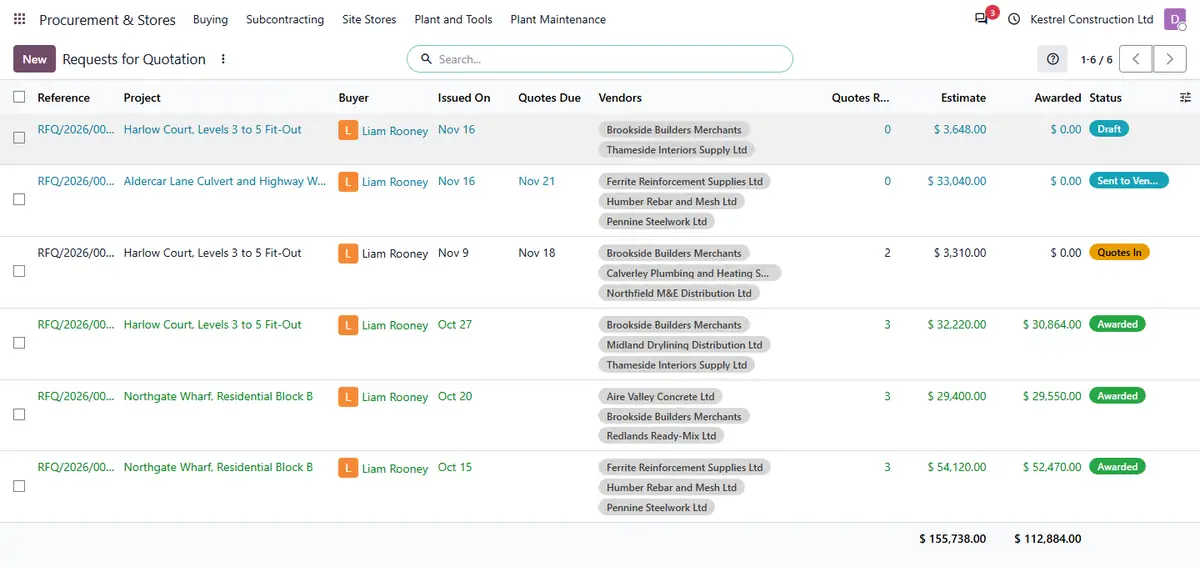 Procurement & Stores Buying Subcontracting Site Stores Plant and Tools Plant Maintenance 3 Kestrel Construction Ltd D
New Requests for Quotation Search... 1-6 / 6
Reference Project Buyer Issued On Quotes Due Vendors Quotes R... Estimate Awarded Status
RFQ/2026/00... Harlow Court, Levels 3 to 5 Fit-Out L Liam Rooney Nov 16 Brookside Builders Merchants 0 $ 3,648.00 $ 0.00 Draft
Thameside Interiors Supply Ltd
RFQ/2026/00... Aldercar Lane Culvert and Highway W... L Liam Rooney Nov 16 Nov 21 Ferrite Reinforcement Supplies Ltd 0 $ 33,040.00 $ 0.00 Sent to Ven...
Humber Rebar and Mesh Ltd
Pennine Steelwork Ltd
RFQ/2026/00... Harlow Court, Levels 3 to 5 Fit-Out L Liam Rooney Nov 9 Nov 18 Brookside Builders Merchants 2 $ 3,310.00 $ 0.00 Quotes In
Calverley Plumbing and Heating S...
Northfield M&E Distribution Ltd
RFQ/2026/00... Harlow Court, Levels 3 to 5 Fit-Out L Liam Rooney Oct 27 Brookside Builders Merchants 3 $ 32,220.00 $ 30,864.00 Awarded
Midland Drylining Distribution Ltd
Thameside Interiors Supply Ltd
RFQ/2026/00... Northgate Wharf, Residential Block B L Liam Rooney Oct 20 Aire Valley Concrete Ltd 3 $ 29,400.00 $ 29,550.00 Awarded
Brookside Builders Merchants
Redlands Ready-Mix Ltd
RFQ/2026/00... Northgate Wharf, Residential Block B L Liam Rooney Oct 15 Ferrite Reinforcement Supplies Ltd 3 $ 54,120.00 $ 52,470.00 Awarded
Humber Rebar and Mesh Ltd
Pennine Steelwork Ltd
$ 155,738.00 $ 112,884.00